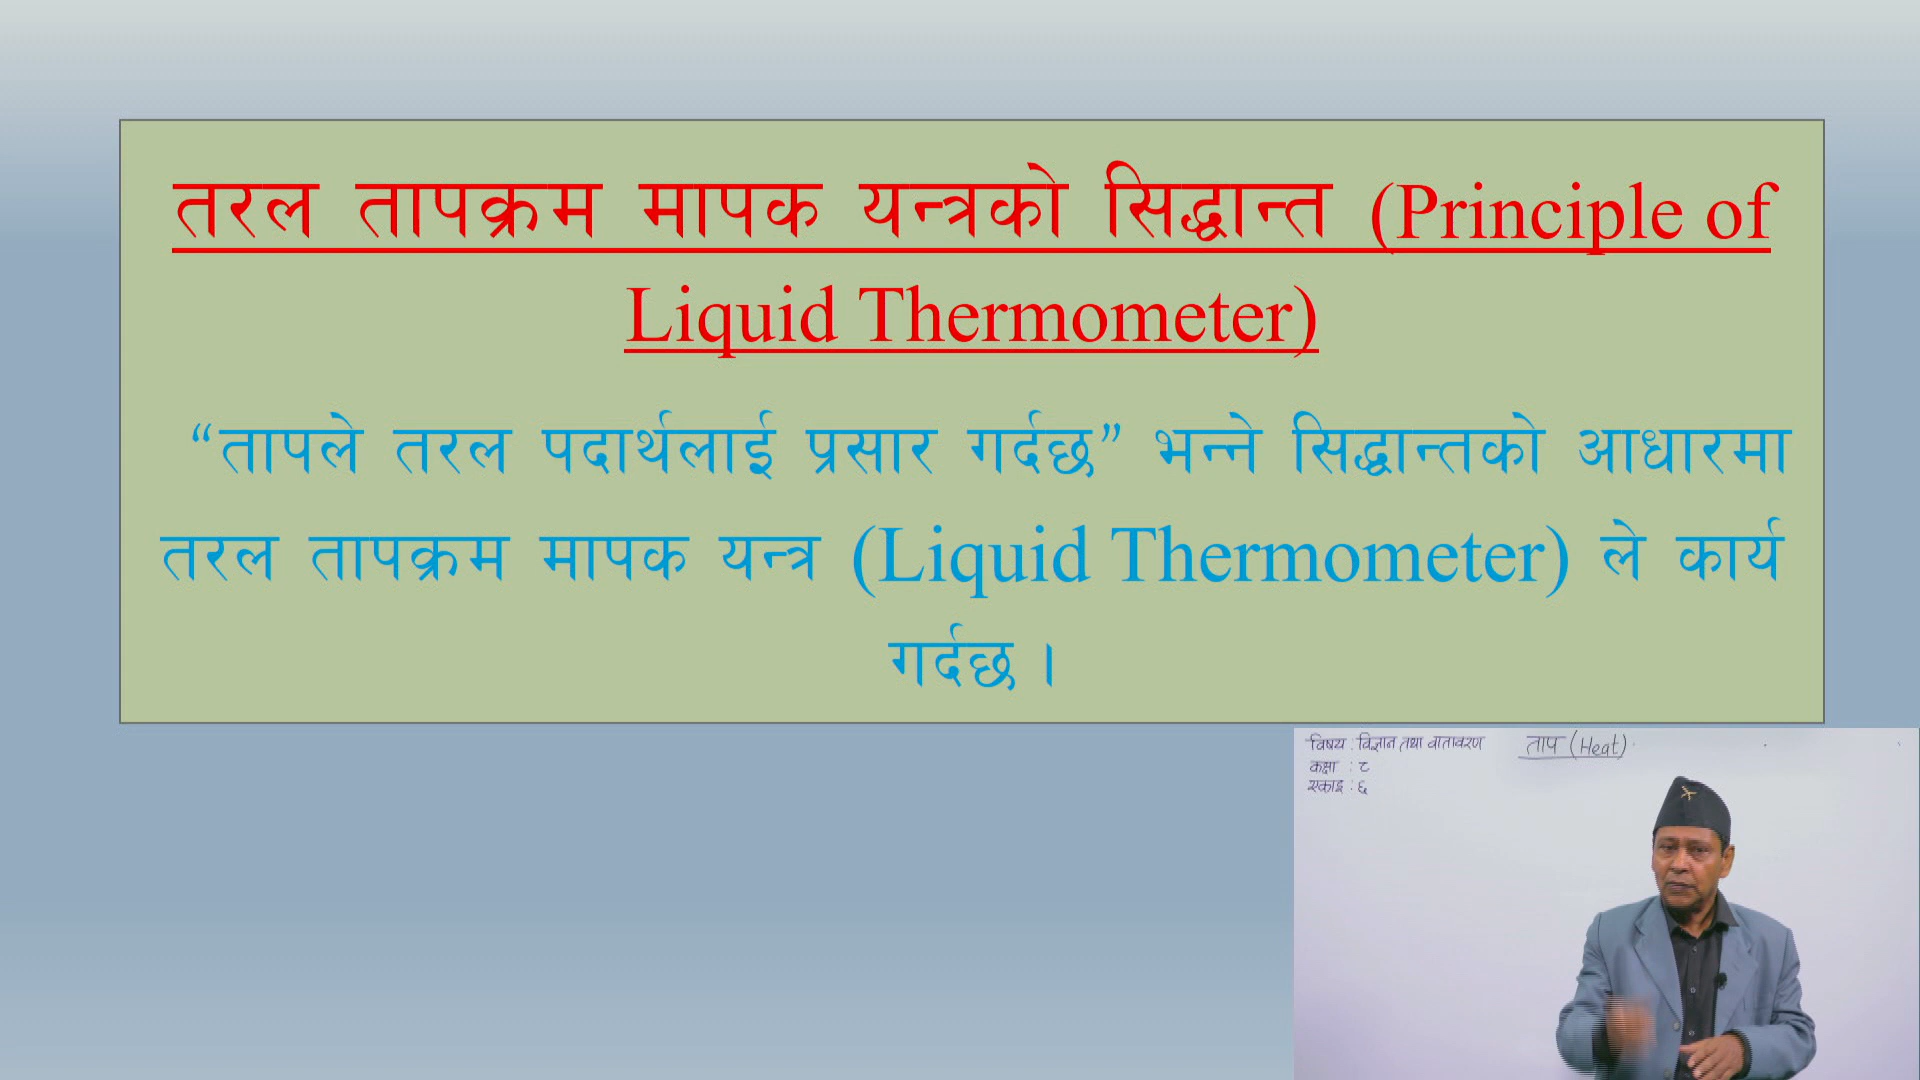 तरल तापक्रम मापक यन्त्रको सिद्धान्त (Principle of
Liquid Thermometer)
“तापले तरल पदार्थलाई प्रसार गर्दछ” भन्ने सिद्धान्तको आधारमा
तरल तापक्रम मापक यन्त्र (Liquid Thermometer) ले कार्य
गर्दछ ।
विषय : विज्ञान तथा वातावरण
ताप (Heat)
कक्षा : ८
एकाइ : ६